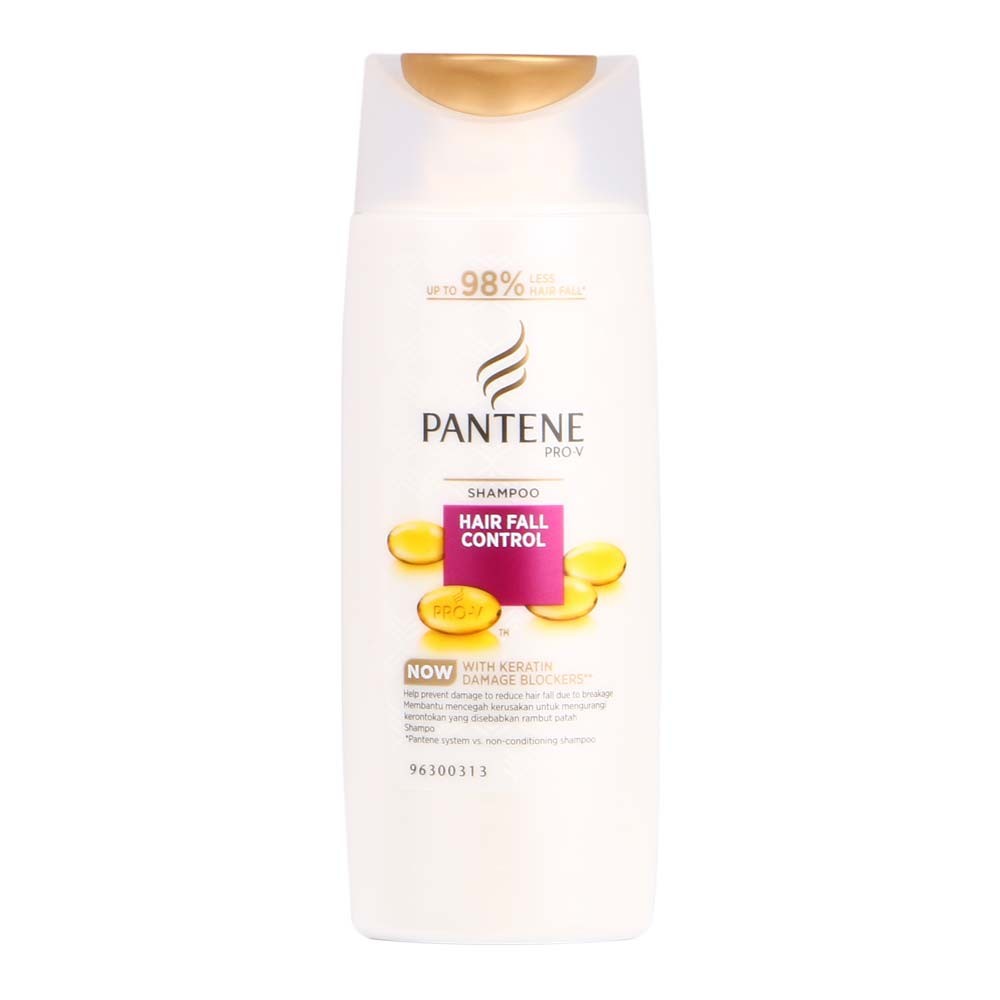 UP TO 98% LESS HAIR FALL*
PANTENE
PRO-V
SHAMPOO
HAIR FALL
CONTROL
PRO-V
TM
NOW WITH KERATIN
DAMAGE BLOCKERS**
Help prevent damage to reduce hair fall due to breakage
Membantu mencegah kerusakan untuk mengurangi
kerontokan yang disebabkan rambut patah
Shampo
*Pantene system vs. non-conditioning shampoo
96300313